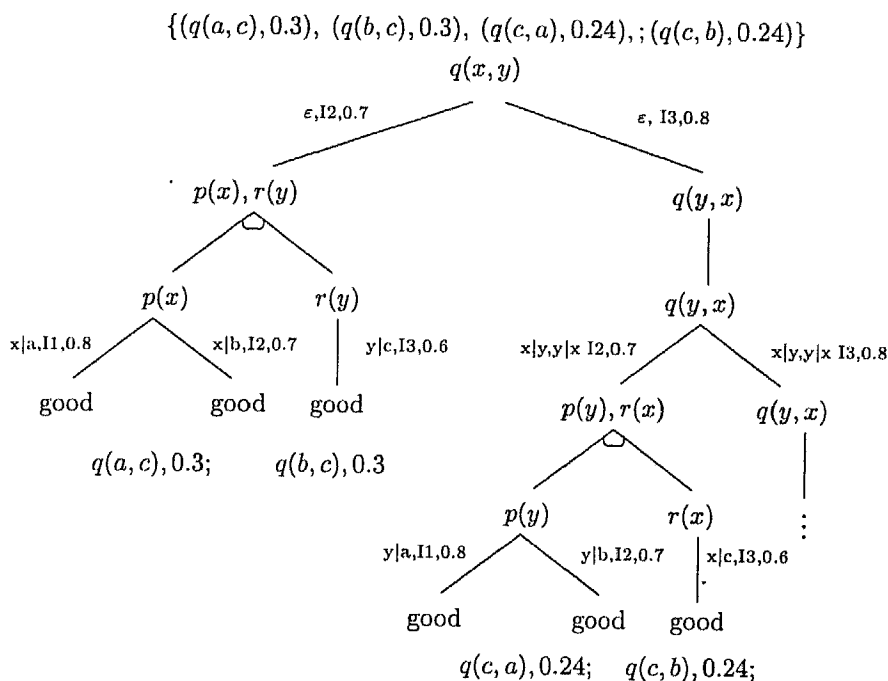 {(q(a, c), 0.3), (q(b, c), 0.3), (q(c, a), 0.24), ; (q(c, b), 0.24)}
q(x, y)
ε,I2,0.7 ε, I3,0.8
p(x), r(y) q(y, x)
p(x) r(y) q(y, x)
x|a,I1,0.8 x|b,I2,0.7 y|c,I3,0.6 x|y,y|x I2,0.7 x|y,y|x I3,0.8
good good good p(y), r(x) q(y, x)
q(a, c), 0.3; q(b, c), 0.3
p(y) r(x) ⋮
y|a,I1,0.8 y|b,I2,0.7 x|c,I3,0.6
good good good
q(c, a), 0.24; q(c, b), 0.24;